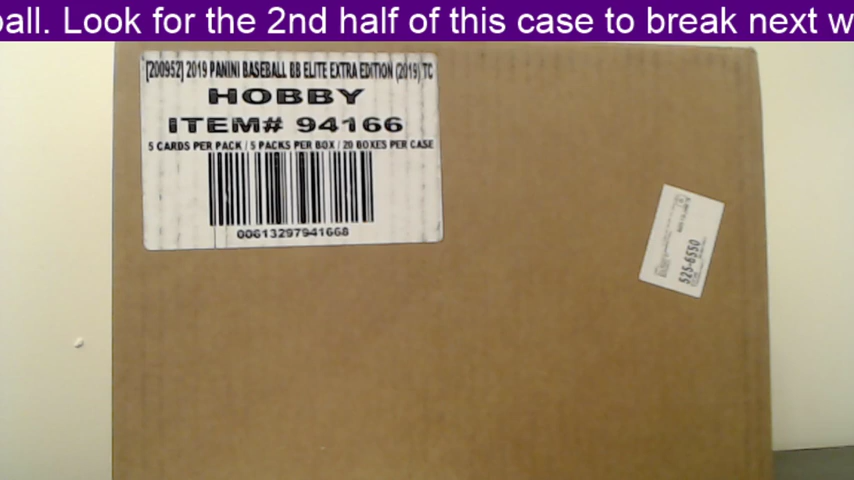 ball. Look for the 2nd half of this case to break next w
[200952] 2019 PANINI BASEBALL BB ELITE EXTRA EDITION (2019) TC
HOBBY
ITEM# 94166
5 CARDS PER PACK / 5 PACKS PER BOX / 20 BOXES PER CASE
00613297941668
525-6550